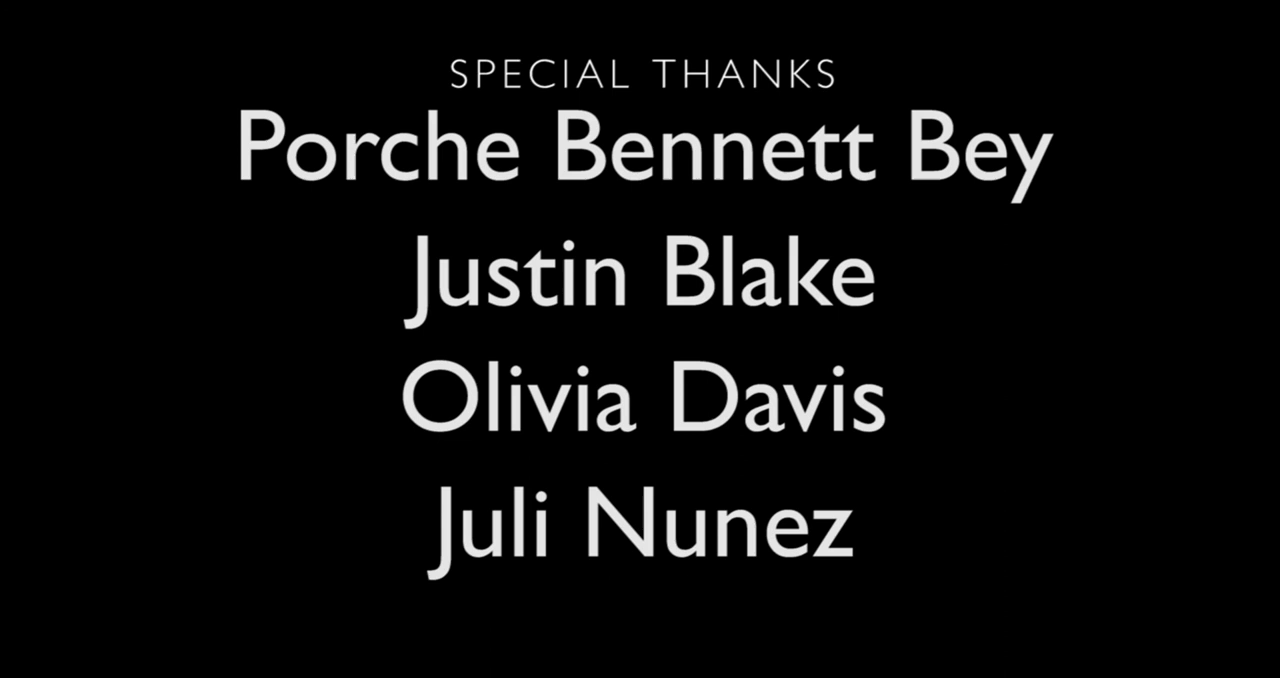 SPECIAL THANKS
Porche Bennett Bey
Justin Blake
Olivia Davis
Juli Nunez